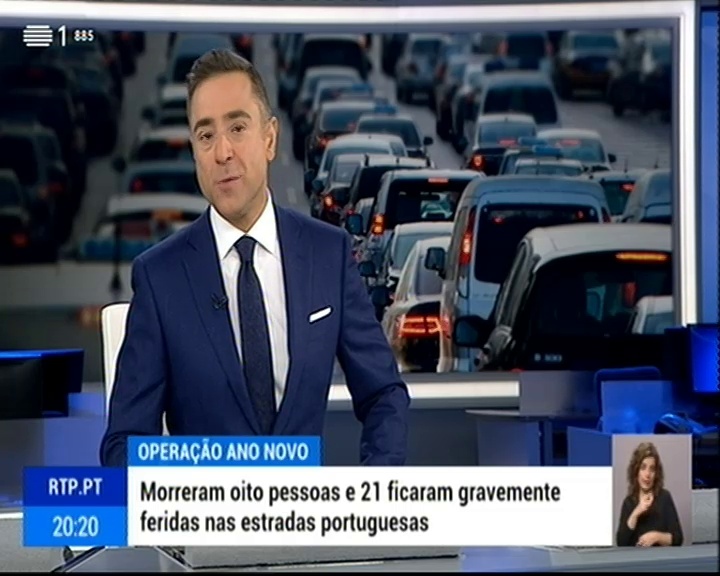 1 885
OPERAÇÃO ANO NOVO
RTP.PT
20:20
Morreram oito pessoas e 21 ficaram gravemente
feridas nas estradas portuguesas